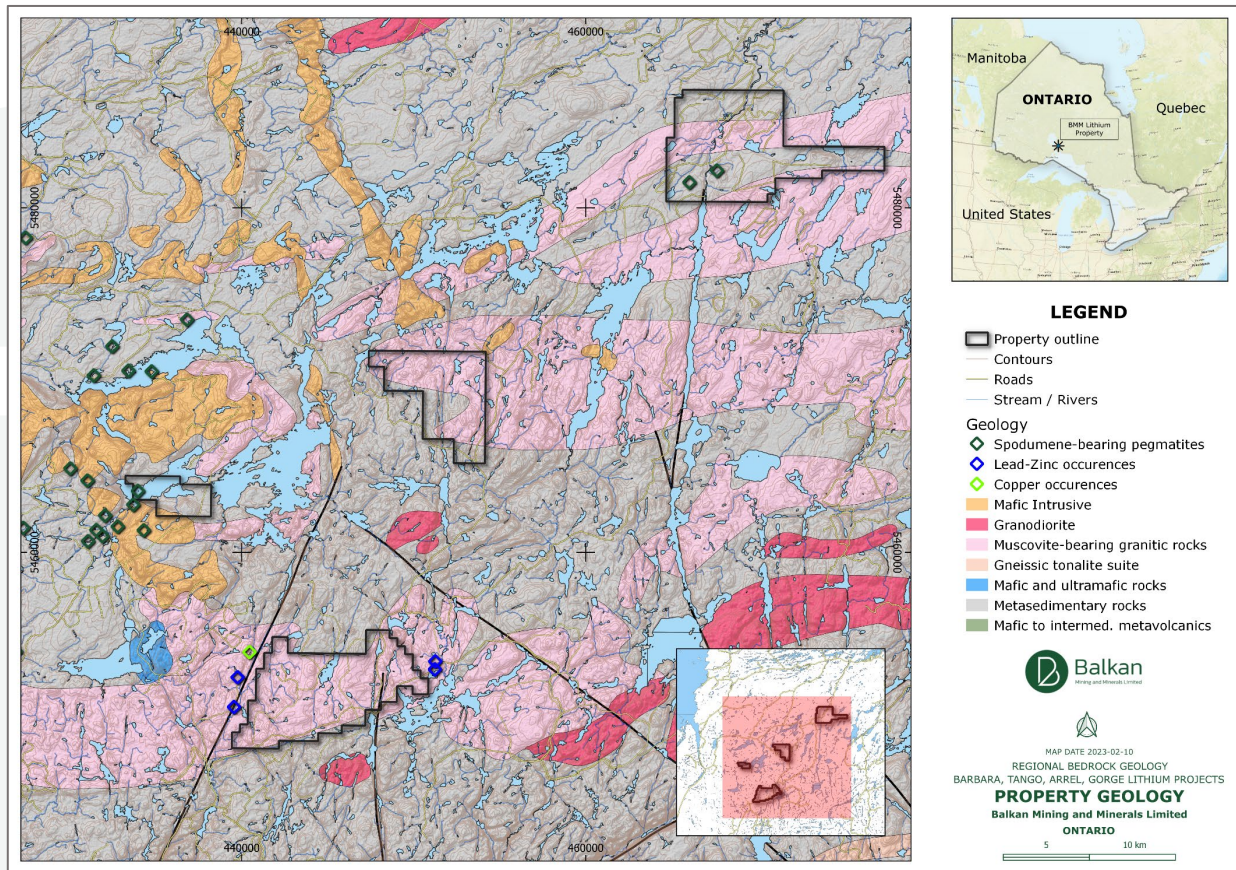 440000
460000
5480000
5480000
5460000
5460000
440000
460000
Manitoba
ONTARIO
Quebec
BMM Lithium
Property
United States
LEGEND
Property outline
Contours
Roads
Stream / Rivers
Geology
Spodumene-bearing pegmatites
Lead-Zinc occurences
Copper occurences
Mafic Intrusive
Granodiorite
Muscovite-bearing granitic rocks
Gneissic tonalite suite
Mafic and ultramafic rocks
Metasedimentary rocks
Mafic to intermed. metavolcanics
Balkan
Mining and Minerals Limited
MAP DATE 2023-02-10
REGIONAL BEDROCK GEOLOGY
BARBARA, TANGO, ARREL, GORGE LITHIUM PROJECTS
PROPERTY GEOLOGY
Balkan Mining and Minerals Limited
ONTARIO
5 10 km